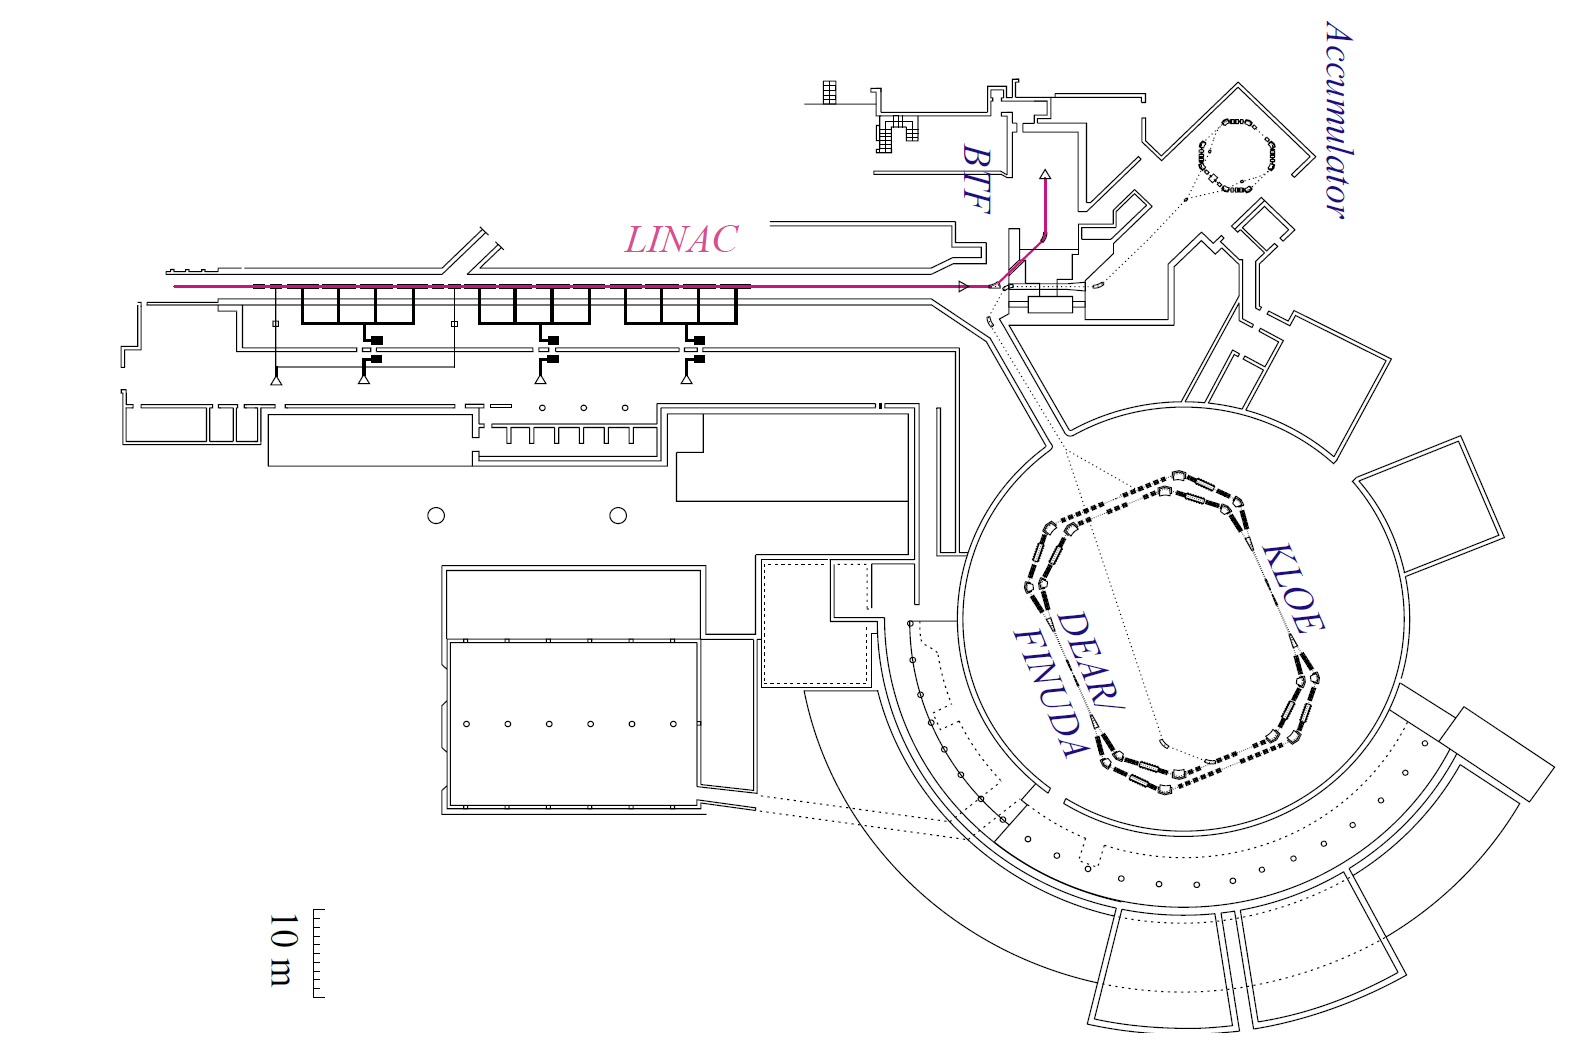 Accumulator
BTF
LINAC
KLOE
DEAR/
FINUDA
10 m